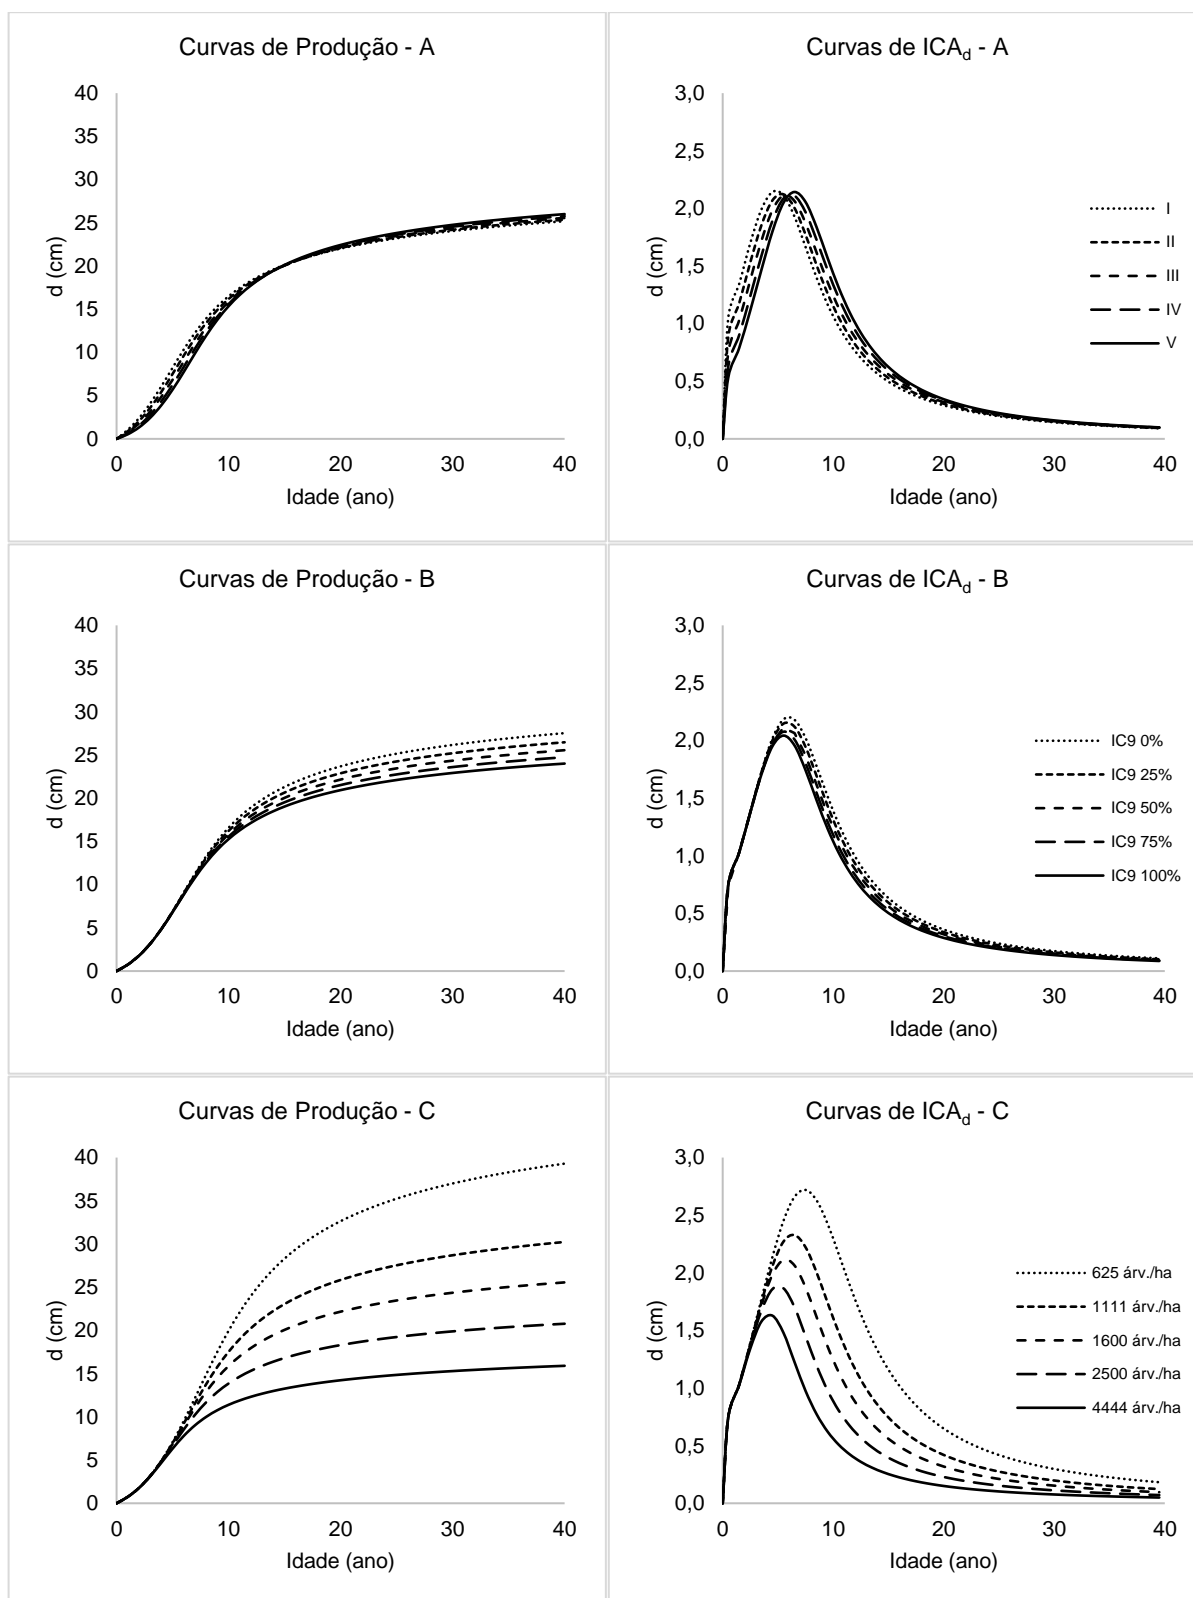 Curvas de Produção - A
40
35
30
25
20
15
10
5
0
d (cm)
0 10 20 30 40
Idade (ano)
Curvas de ICAd - A
3,0
2,5
2,0
1,5
1,0
0,5
0,0
d (cm)
0 10 20 30 40
Idade (ano)
I
II
III
IV
V
Curvas de Produção - B
40
35
30
25
20
15
10
5
0
d (cm)
0 10 20 30 40
Idade (ano)
Curvas de ICAd - B
3,0
2,5
2,0
1,5
1,0
0,5
0,0
d (cm)
0 10 20 30 40
Idade (ano)
IC9 0%
IC9 25%
IC9 50%
IC9 75%
IC9 100%
Curvas de Produção - C
40
35
30
25
20
15
10
5
0
d (cm)
0 10 20 30 40
Idade (ano)
Curvas de ICAd - C
3,0
2,5
2,0
1,5
1,0
0,5
0,0
d (cm)
0 10 20 30 40
Idade (ano)
625 árv./ha
1111 árv./ha
1600 árv./ha
2500 árv./ha
4444 árv./ha